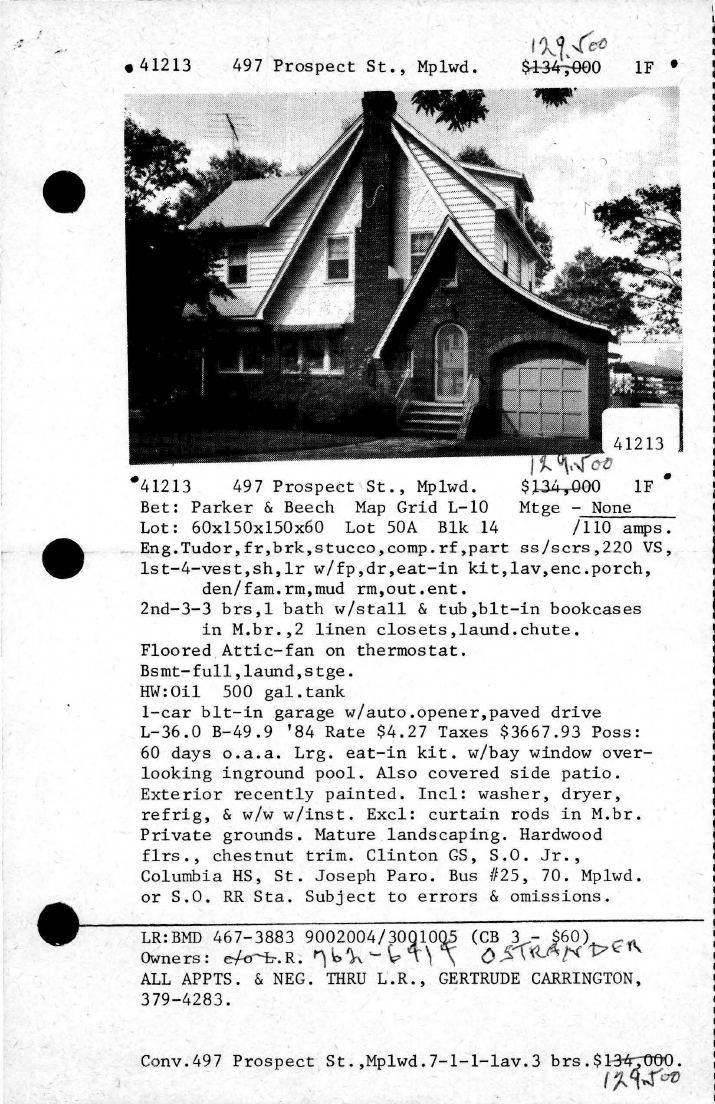 129,500
41213 497 Prospect St., Mplwd. $134,000 1F
41213
129,500
41213 497 Prospect St., Mplwd. $134,000 1F
Bet: Parker & Beech Map Grid L-10 Mtge - None
Lot: 60x150x150x60 Lot 50A Blk 14 /110 amps.
Eng.Tudor,fr,brk,stucco,comp.rf,part ss/scrs,220 VS,
1st-4-vest,sh,lr w/fp,dr,eat-in kit,lav,enc.porch,
den/fam.rm,mud rm,out.ent.
2nd-3-3 brs,1 bath w/stall & tub,blt-in bookcases
in M.br.,2 linen closets,laund.chute.
Floored Attic-fan on thermostat.
Bsmt-full,laund,stge.
HW:Oil 500 gal.tank
1-car blt-in garage w/auto.opener,paved drive
L-36.0 B-49.9 '84 Rate $4.27 Taxes $3667.93 Poss:
60 days o.a.a. Lrg. eat-in kit. w/bay window over-
looking inground pool. Also covered side patio.
Exterior recently painted. Incl: washer, dryer,
refrig, & w/w w/inst. Excl: curtain rods in M.br.
Private grounds. Mature landscaping. Hardwood
flrs., chestnut trim. Clinton GS, S.O. Jr.,
Columbia HS, St. Joseph Paro. Bus #25, 70. Mplwd.
or S.O. RR Sta. Subject to errors & omissions.
LR:BMD 467-3883 9002004/3001005 (CB 3 - $60)
Owners: c/o L.R. 762-6419 OSTRANDER
ALL APPTS. & NEG. THRU L.R., GERTRUDE CARRINGTON,
379-4283.
Conv.497 Prospect St.,Mplwd.7-1-1-lav.3 brs.$134,000.
129,500